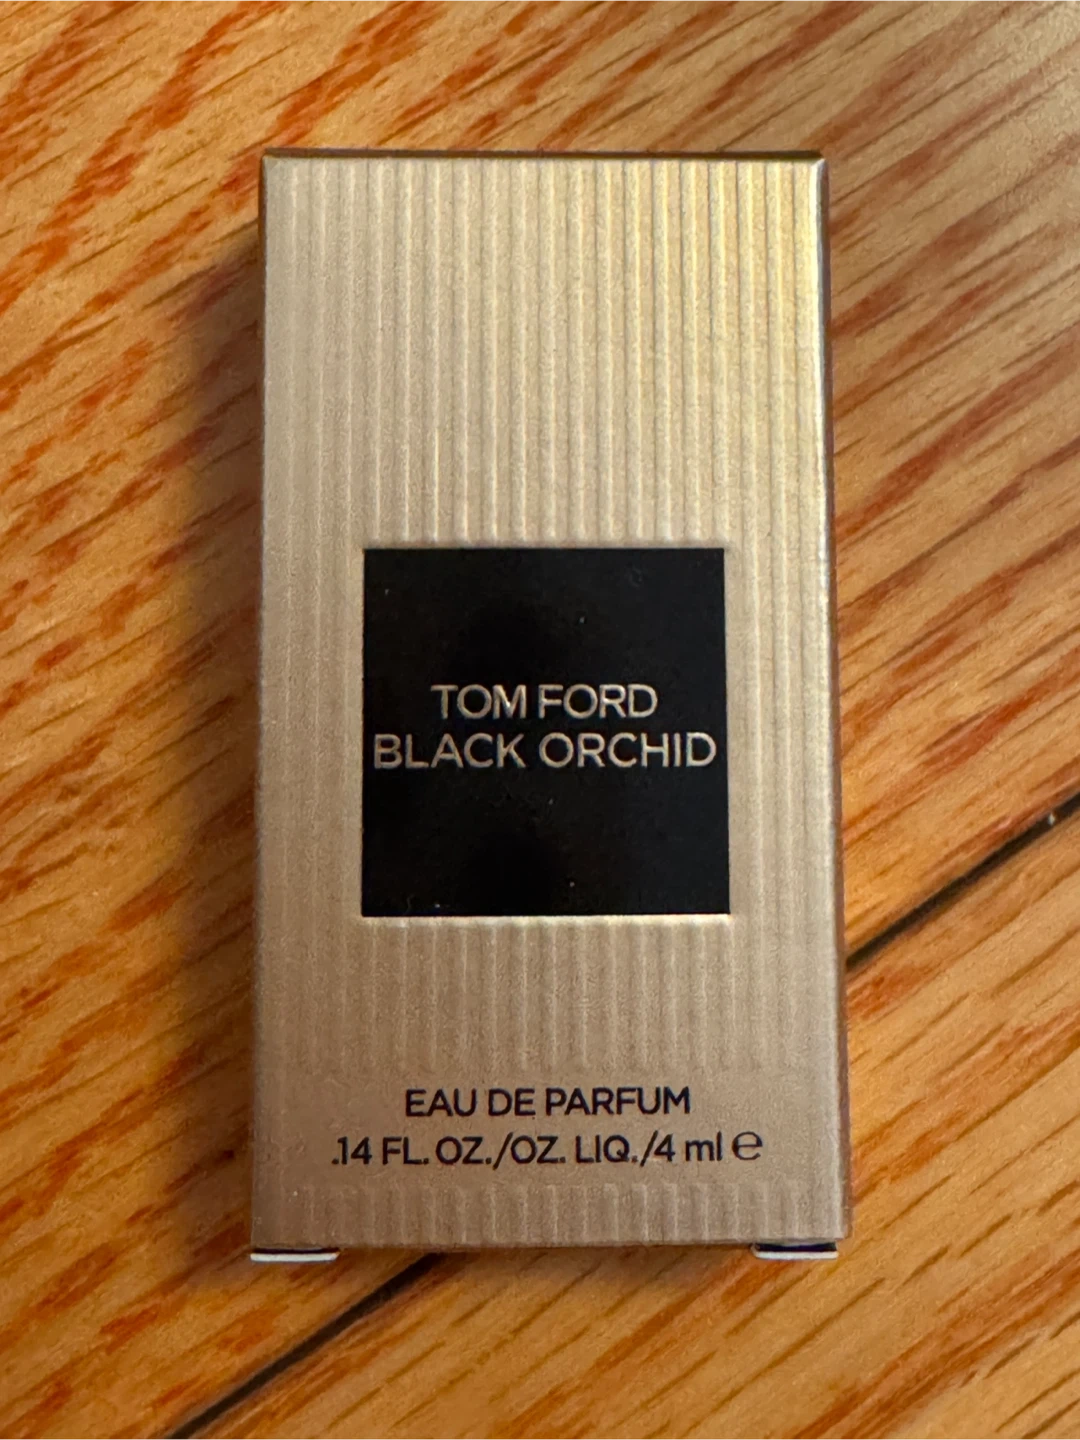 TOM FORD
BLACK ORCHID
EAU DE PARFUM
.14 FL. OZ./OZ. LIQ./4 ml ℮